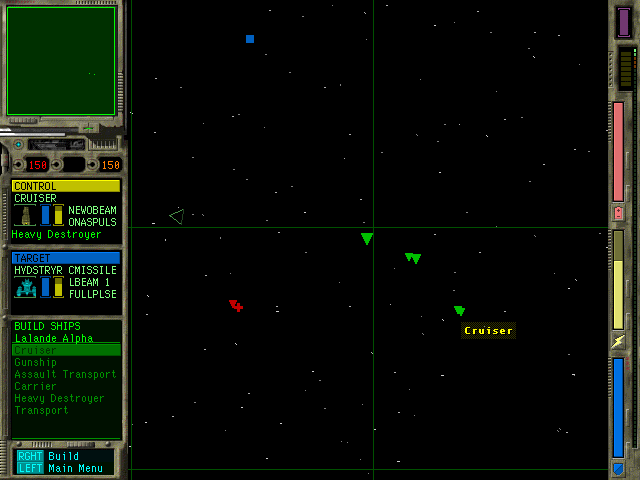 150 150
CONTROL
CRUISER
NEWOBEAM
ONASPULS
Heavy Destroyer
TARGET
HVDSTRYR CMISSILE
LBEAM 1
FULLPLSE
BUILD SHIPS
Lalande Alpha
Cruiser
Gunship
Assault Transport
Carrier
Heavy Destroyer
Transport
RGHT Build
LEFT Main Menu
Cruiser